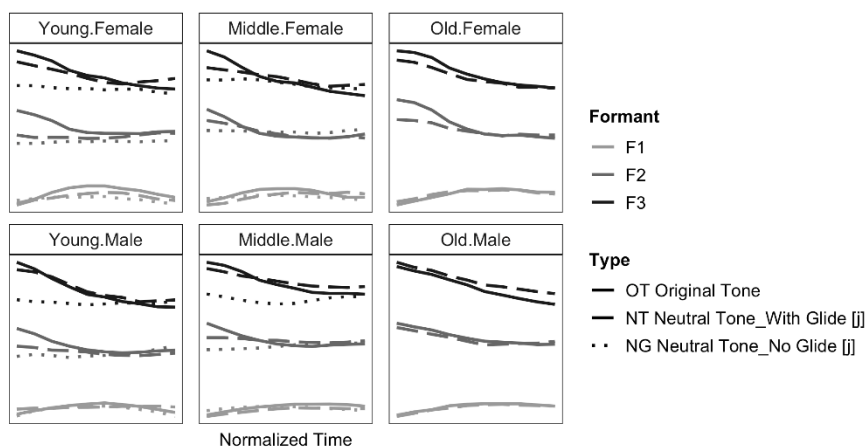 Young.Female
Middle.Female
Old.Female
Young.Male
Middle.Male
Old.Male
Normalized Time
Formant
F1
F2
F3
Type
OT Original Tone
NT Neutral Tone_With Glide [j]
NG Neutral Tone_No Glide [j]